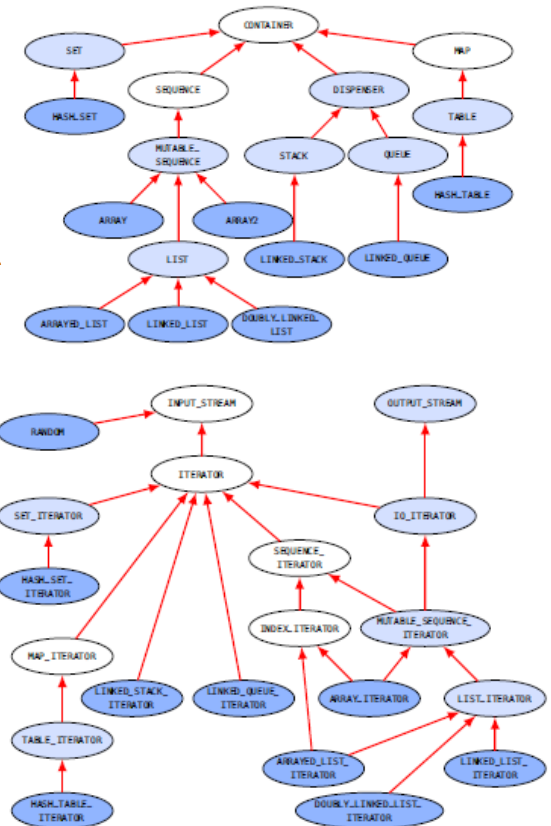 CONTAINER
SET
MAP
SEQUENCE
DISPENSER
HASH_SET
TABLE
MUTABLE_
SEQUENCE
STACK
QUEUE
HASH_TABLE
ARRAY
ARRAY2
LIST
LINKED_STACK
LINKED_QUEUE
ARRAYED_LIST
LINKED_LIST
DOUBLY_LINKED_
LIST
INPUT_STREAM
OUTPUT_STREAM
RANDOM
ITERATOR
SET_ITERATOR
IO_ITERATOR
SEQUENCE_
ITERATOR
HASH_SET_
ITERATOR
INDEX_ITERATOR
MUTABLE_SEQUENCE_
ITERATOR
MAP_ITERATOR
LINKED_STACK_
ITERATOR
LINKED_QUEUE_
ITERATOR
ARRAY_ITERATOR
LIST_ITERATOR
TABLE_ITERATOR
ARRAYED_LIST_
ITERATOR
LINKED_LIST_
ITERATOR
HASH_TABLE_
ITERATOR
DOUBLY_LINKED_LIST_
ITERATOR